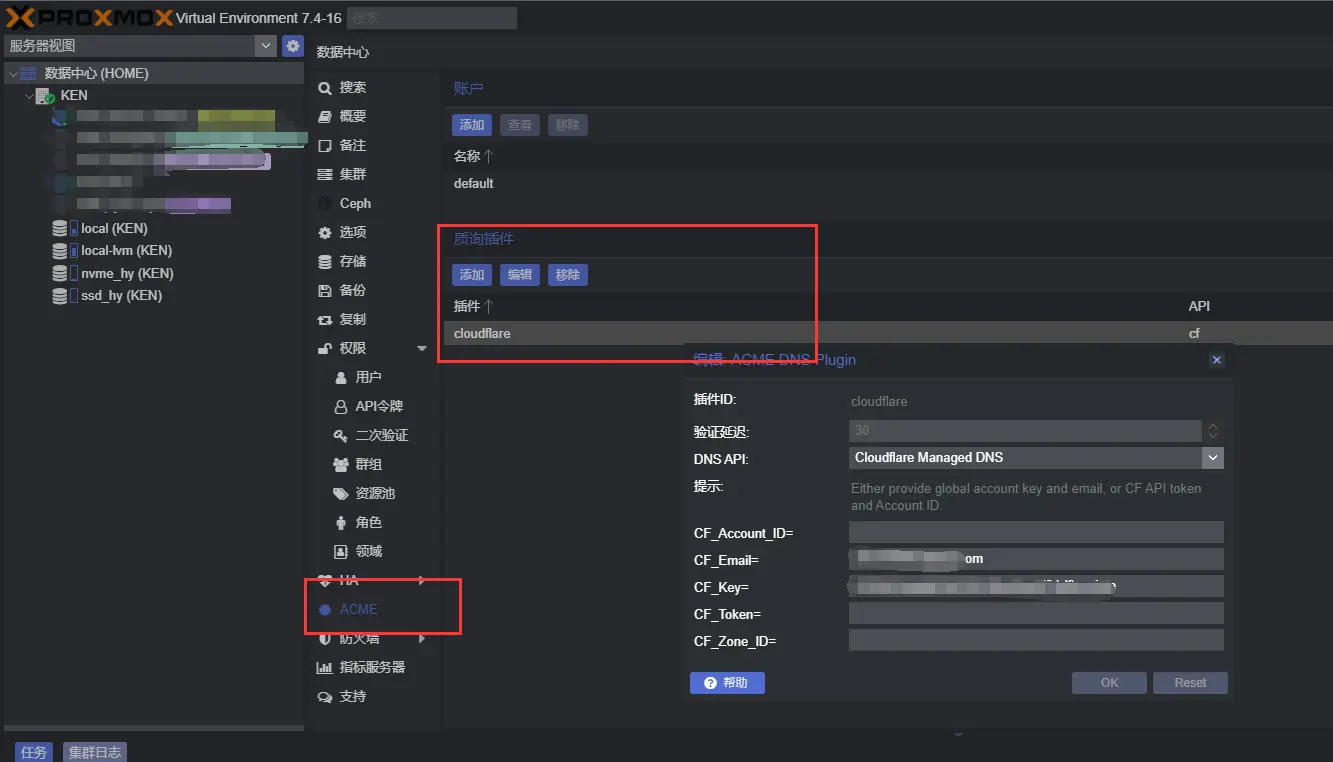 PROXMOX Virtual Environment 7.4-16 搜索
服务器视图
数据中心 (HOME)
KEN
local (KEN)
local-lvm (KEN)
nvme_hy (KEN)
ssd_hy (KEN)
数据中心
搜索
概要
备注
集群
Ceph
选项
存储
备份
复制
权限
用户
API令牌
二次验证
群组
资源池
角色
领域
HA
ACME
防火墙
指标服务器
支持
账户
添加 查看 移除
名称↑
default
质询插件
添加 编辑 移除
插件↑ API
cloudflare cf
编辑: ACME DNS Plugin
插件ID: cloudflare
验证延迟: 30
DNS API: Cloudflare Managed DNS
提示: Either provide global account key and email, or CF API token
and Account ID.
CF_Account_ID=
CF_Email= om
CF_Key=
CF_Token=
CF_Zone_ID=
帮助 OK Reset
任务 集群日志